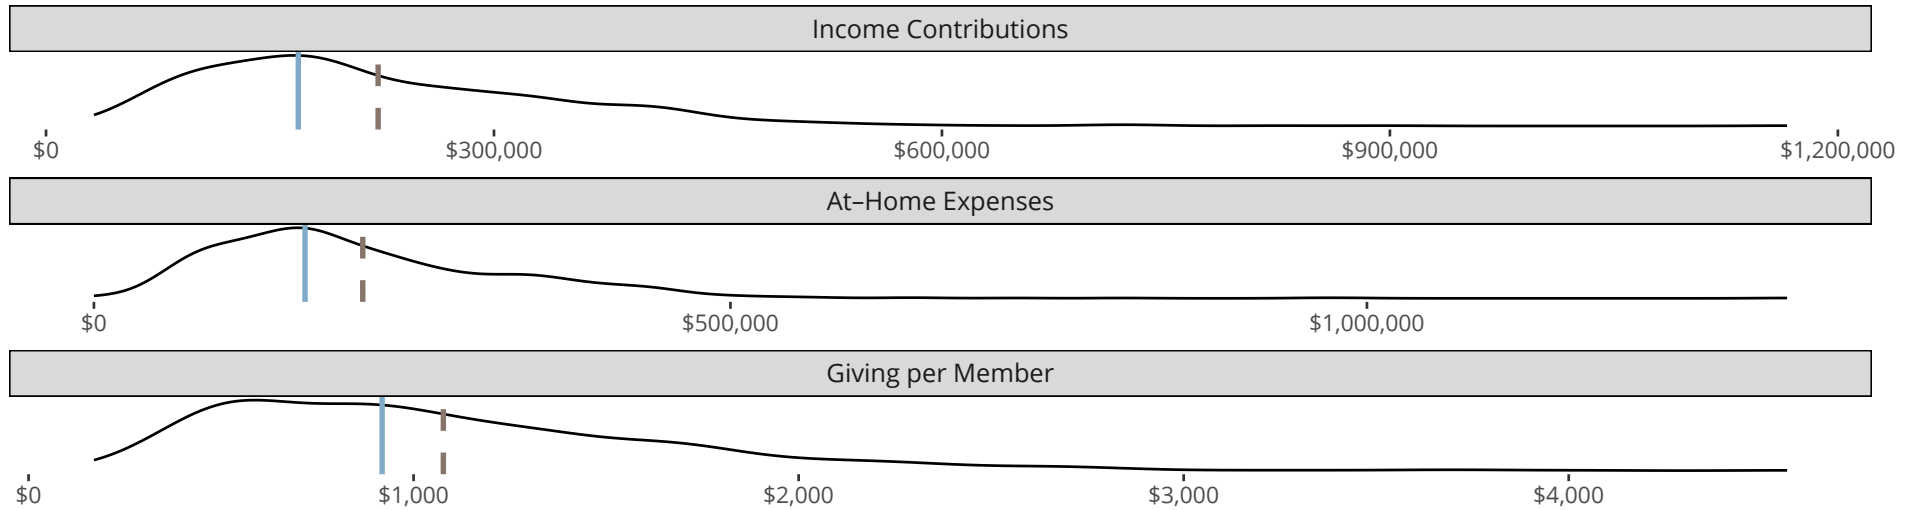 Income Contributions
$0 $300,000 $600,000 $900,000 $1,200,000
At–Home Expenses
$0 $500,000 $1,000,000
Giving per Member
$0 $1,000 $2,000 $3,000 $4,000